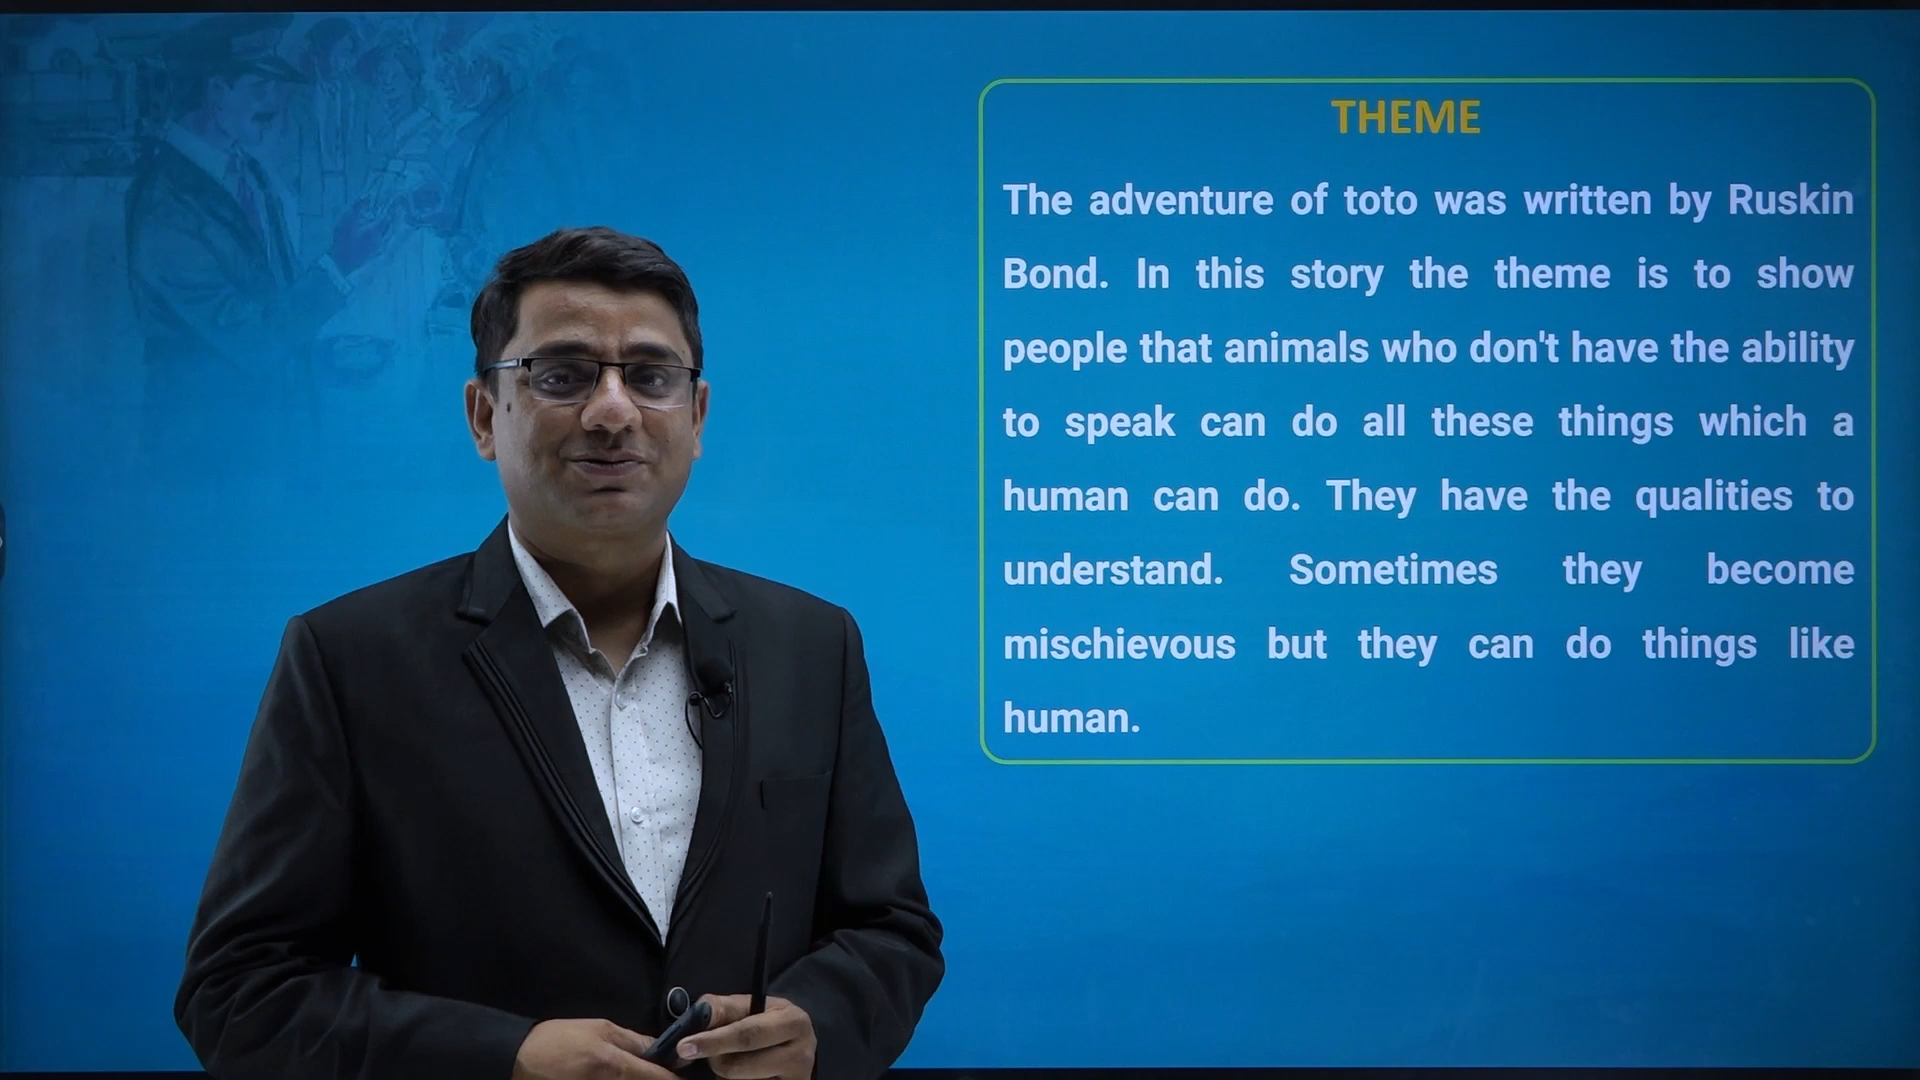 THEME
The adventure of toto was written by Ruskin
Bond. In this story the theme is to show
people that animals who don't have the ability
to speak can do all these things which a
human can do. They have the qualities to
understand. Sometimes they become
mischievous but they can do things like
human.